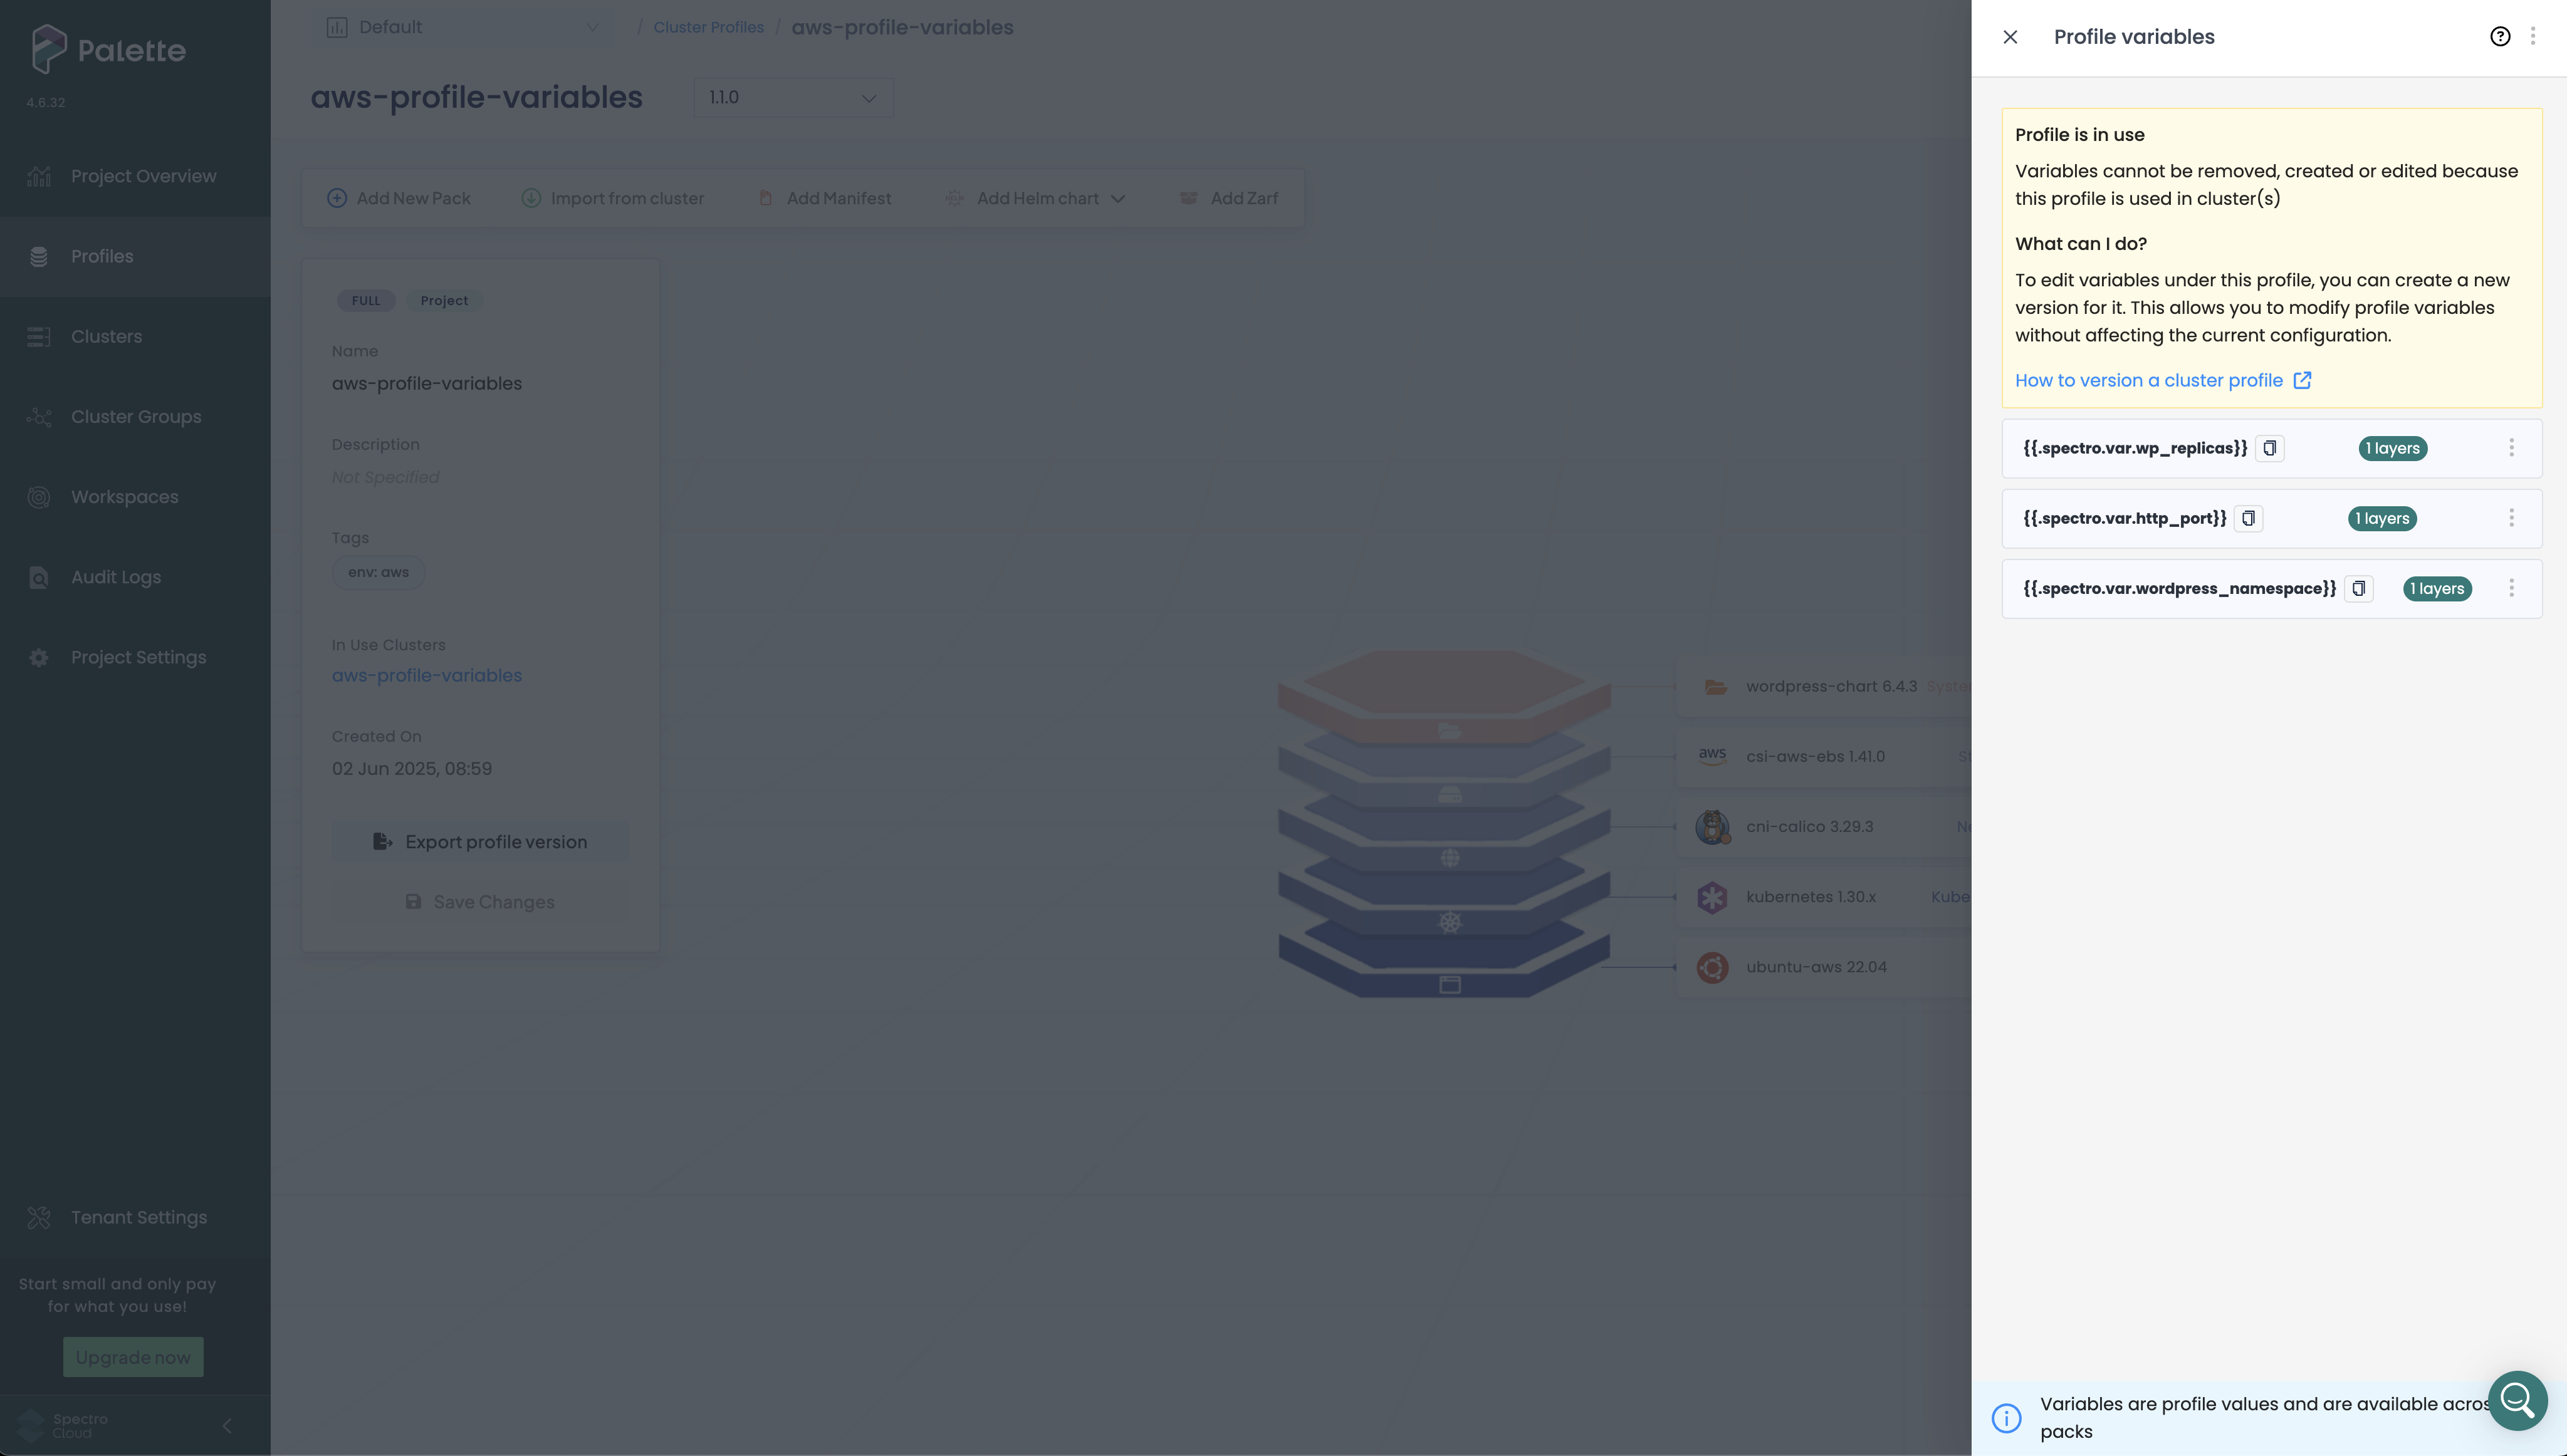 Palette
4.6.32
Project Overview
Profiles
Clusters
Cluster Groups
Workspaces
Audit Logs
Project Settings
Tenant Settings
Start small and only pay
for what you use!
Upgrade now
Spectro
Cloud
Default
/ Cluster Profiles / aws-profile-variables
aws-profile-variables
1.1.0
Add New Pack
Import from cluster
Add Manifest
Add Helm chart
Add Zarf
FULL
Project
Name
aws-profile-variables
Description
Not Specified
Tags
env: aws
In Use Clusters
aws-profile-variables
Created On
02 Jun 2025, 08:59
Export profile version
Save Changes
wordpress-chart 6.4.3 Syste
aws
csi-aws-ebs 1.41.0 St
cni-calico 3.29.3 Ne
kubernetes 1.30.x Kube
ubuntu-aws 22.04
Profile variables
Profile is in use
Variables cannot be removed, created or edited because
this profile is used in cluster(s)
What can I do?
To edit variables under this profile, you can create a new
version for it. This allows you to modify profile variables
without affecting the current configuration.
How to version a cluster profile
{{.spectro.var.wp_replicas}} 1 layers
{{.spectro.var.http_port}} 1 layers
{{.spectro.var.wordpress_namespace}} 1 layers
Variables are profile values and are available acros
packs